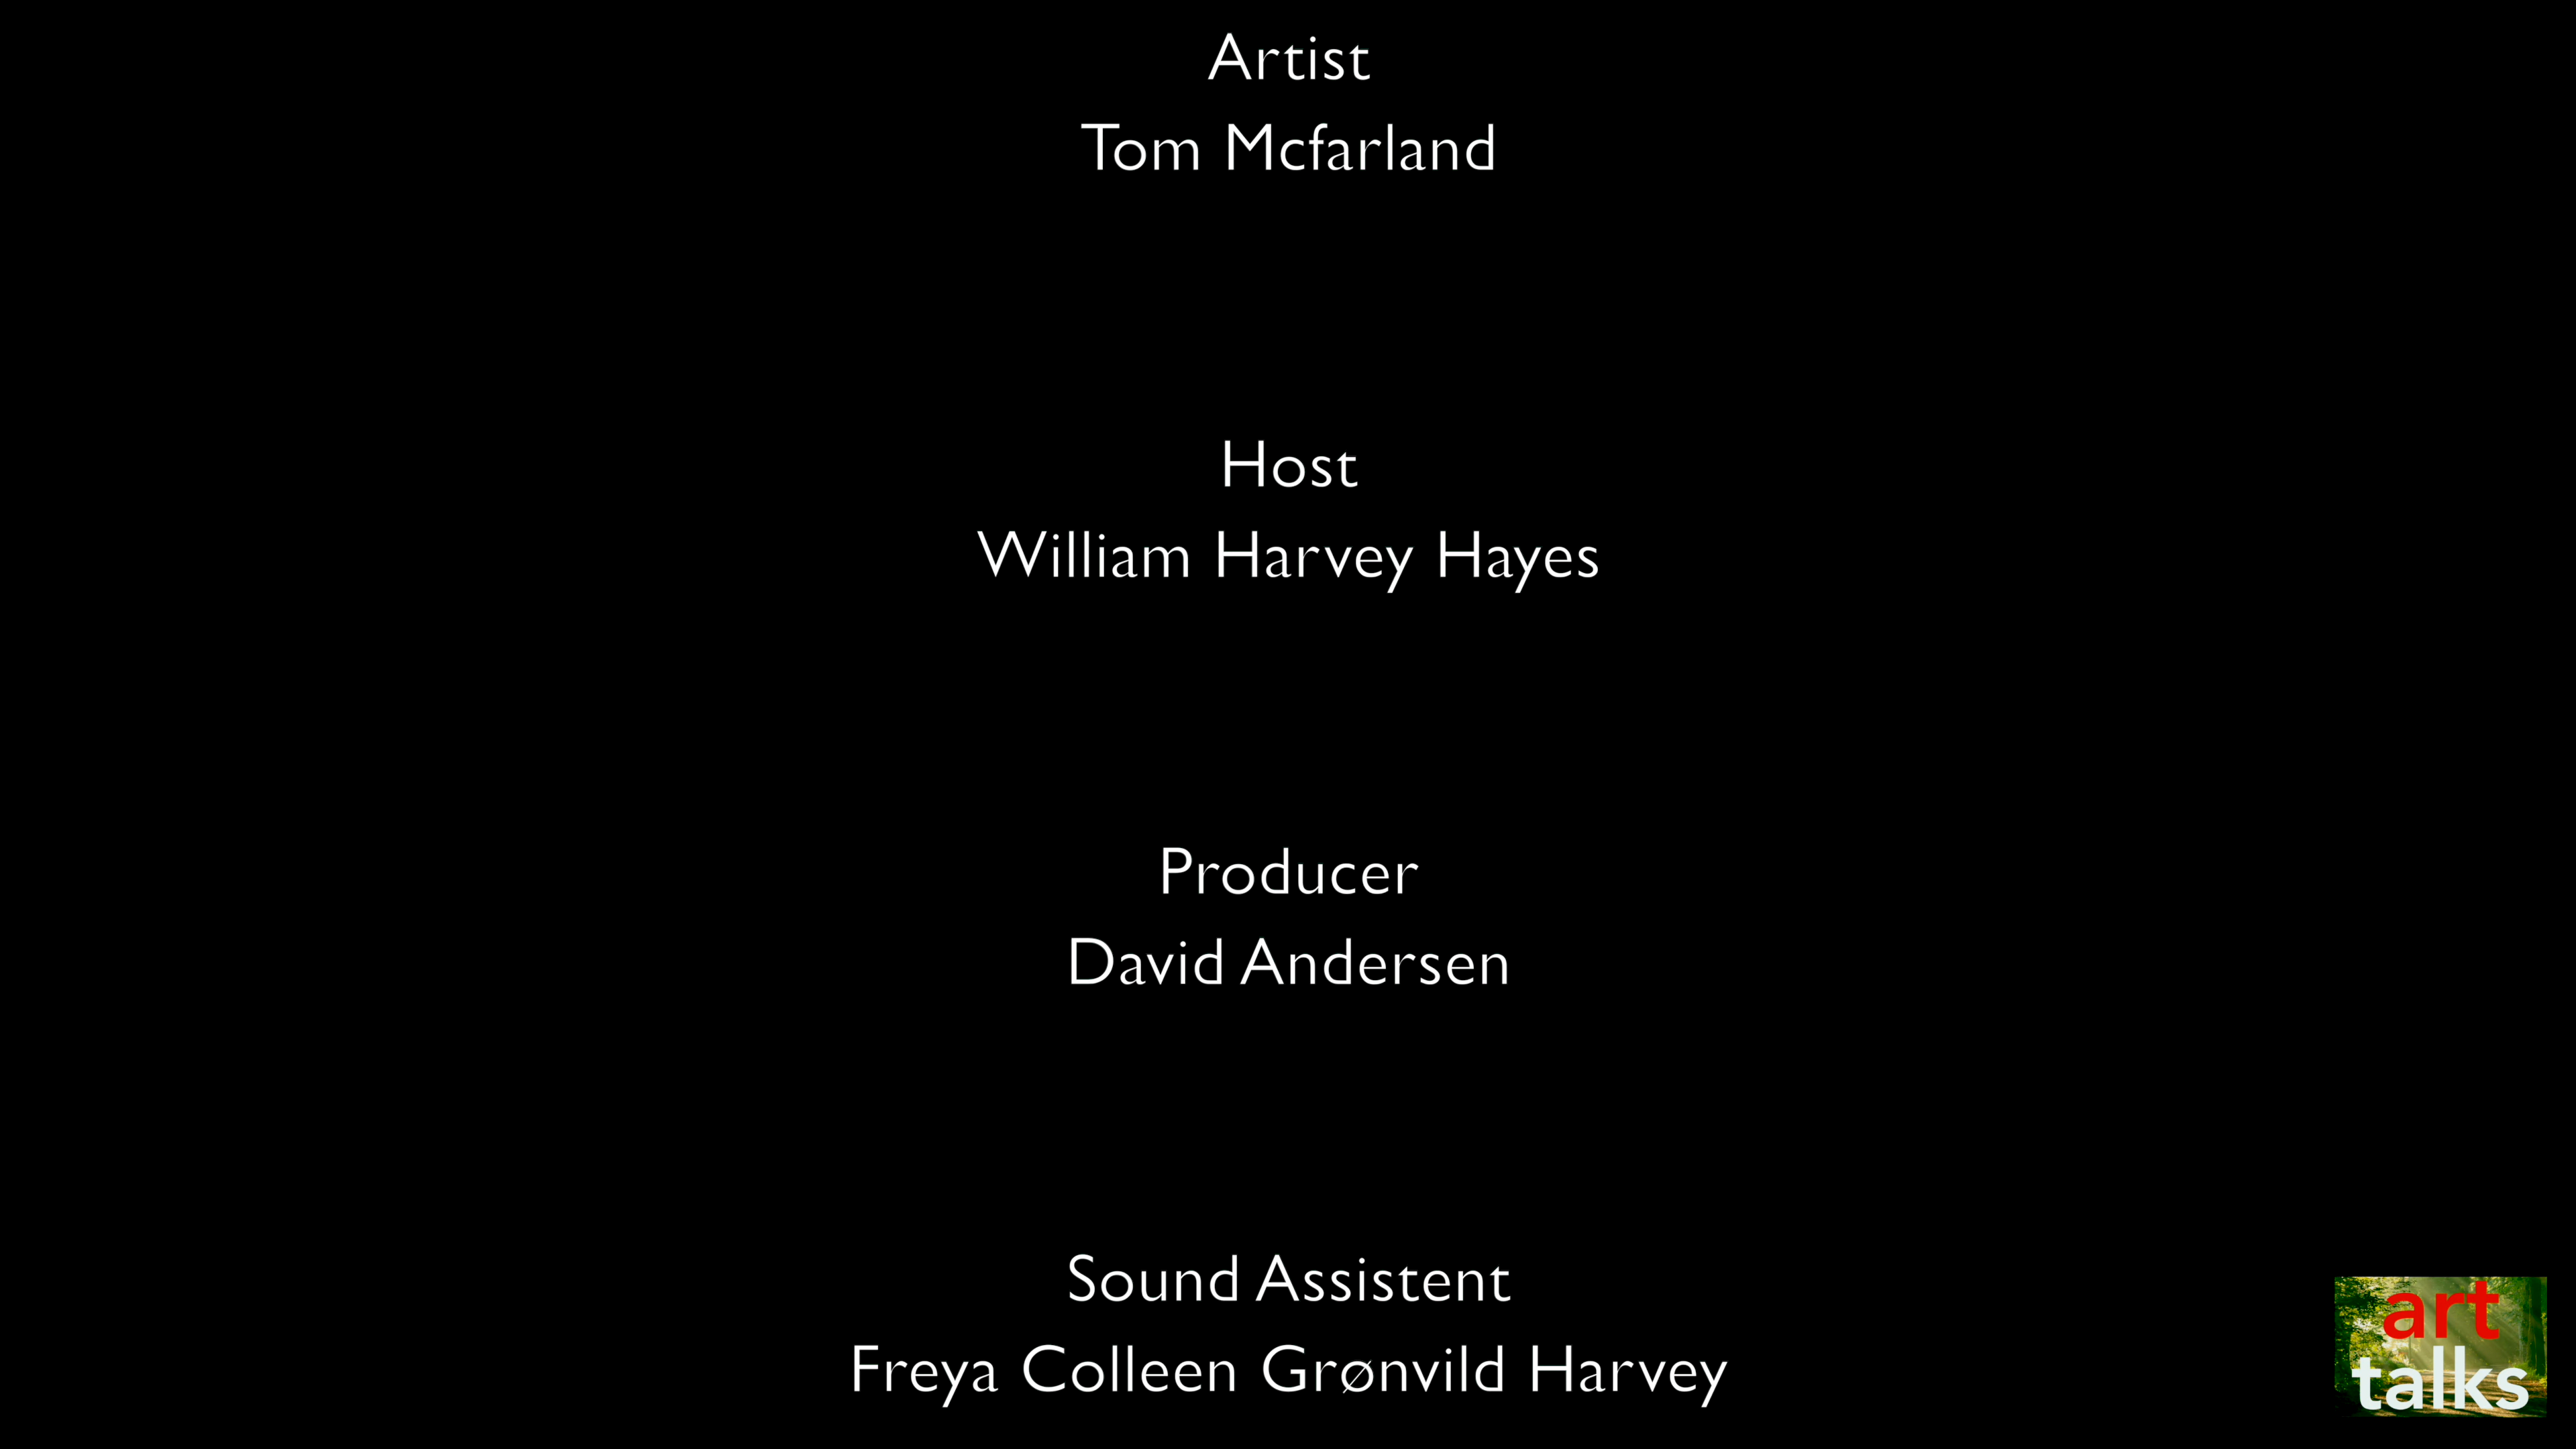 Artist
Tom Mcfarland
Host
William Harvey Hayes
Producer
David Andersen
Sound Assistent
Freya Colleen Grønvild Harvey
art
talks